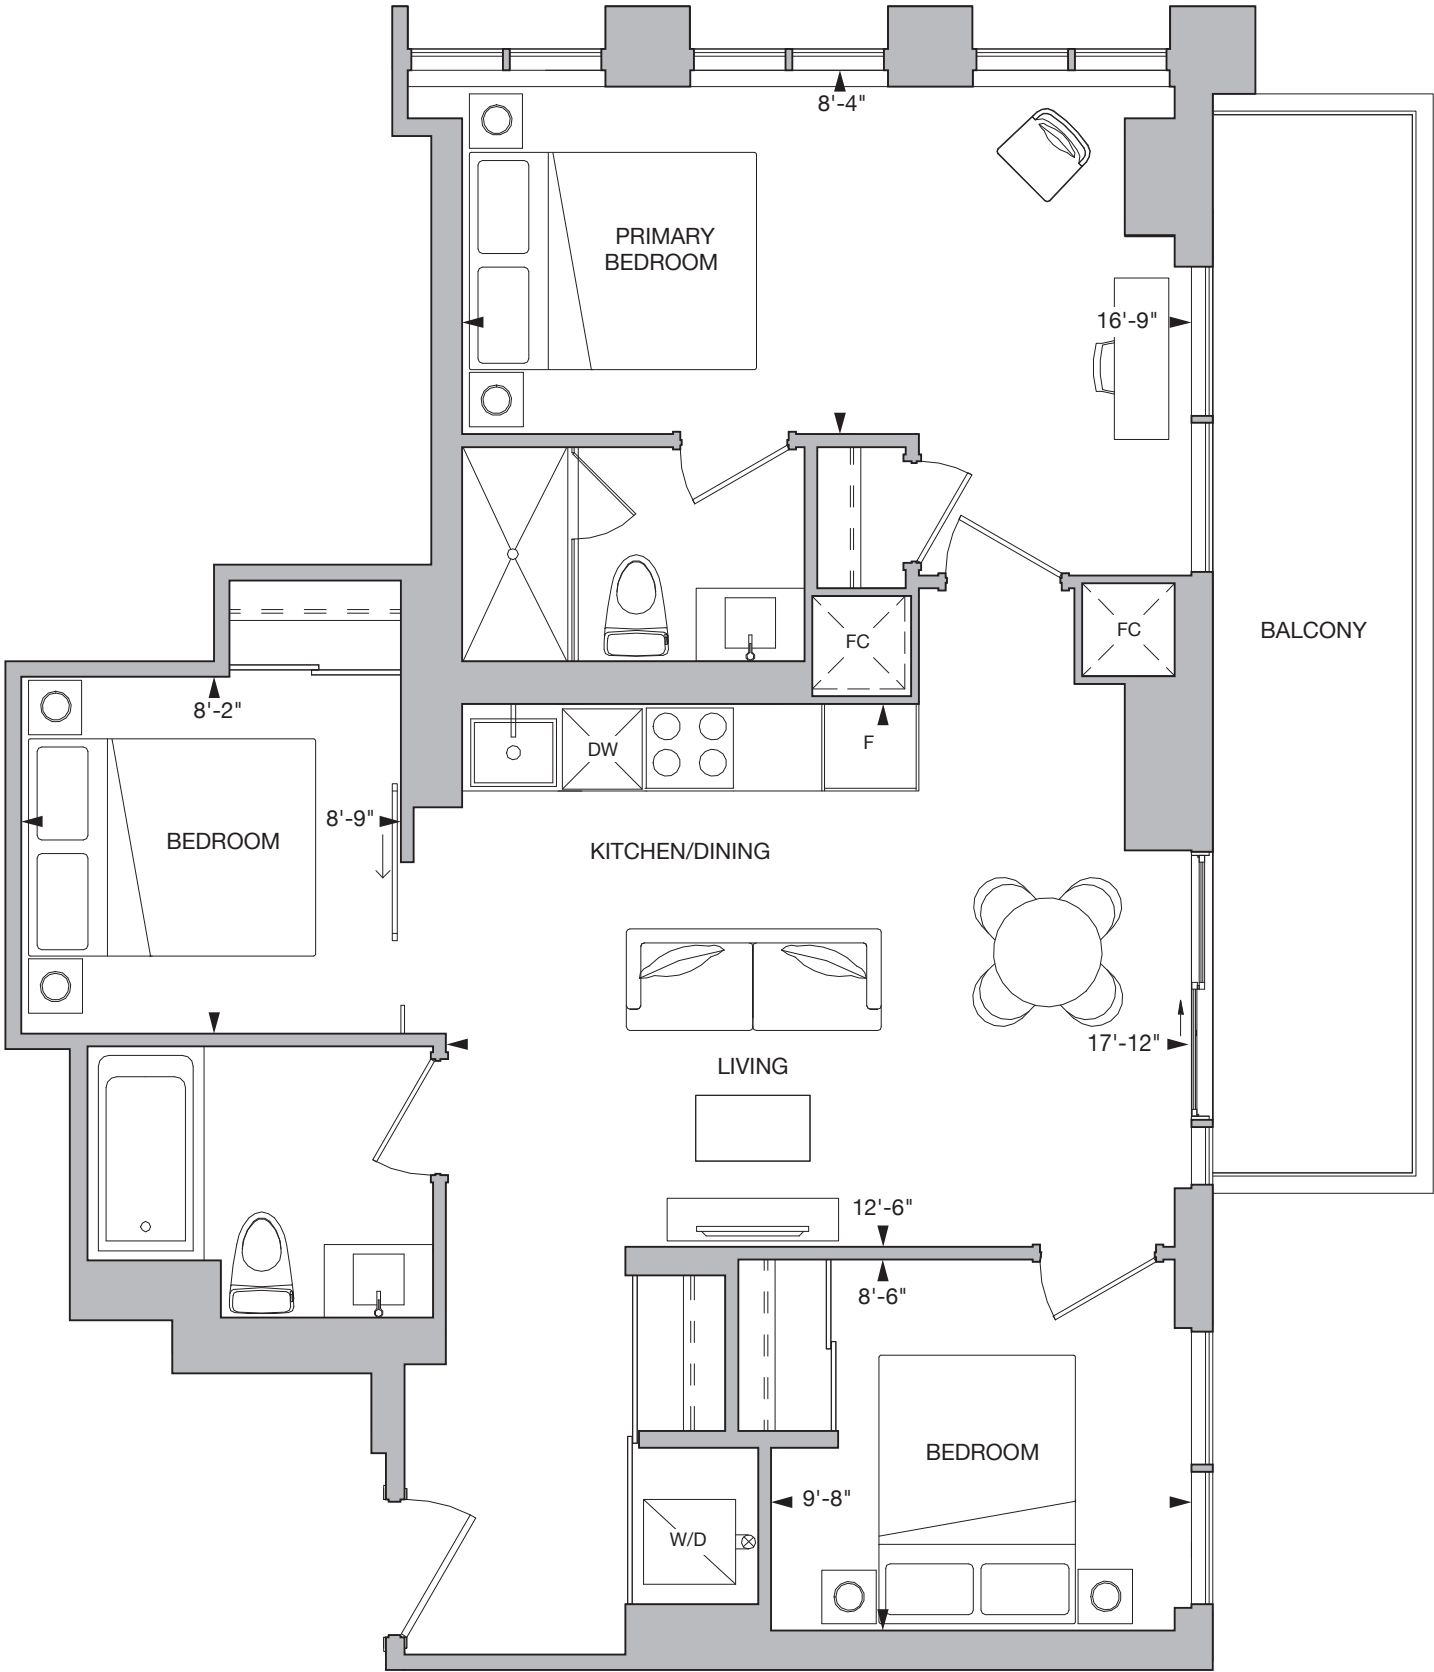 8'-4"
PRIMARY
BEDROOM
16'-9"
FC
FC
BALCONY
8'-2"
DW
F
8'-9"
BEDROOM
KITCHEN/DINING
17'-12"
LIVING
12'-6"
8'-6"
BEDROOM
9'-8"
W/D